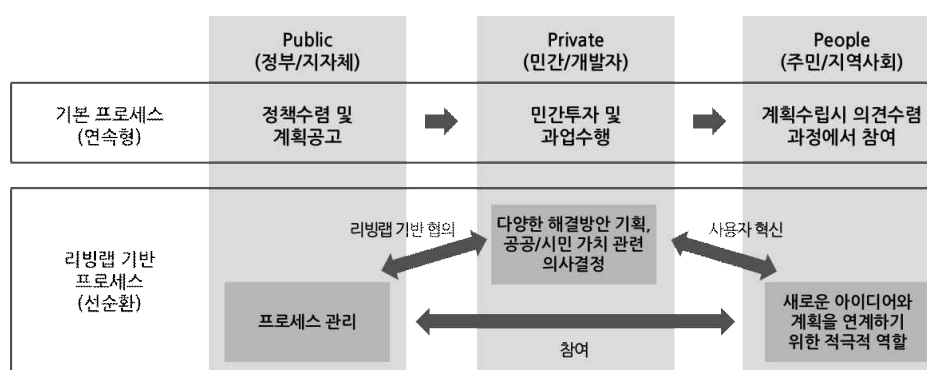 Public
(정부/지자체)
Private
(민간/개발자)
People
(주민/지역사회)
기본 프로세스
(연속형)
정책수렴 및
계획공고
민간투자 및
과업수행
계획수립시 의견수렴
과정에서 참여
리빙랩 기반
프로세스
(선순환)
리빙랩 기반 협의
다양한 해결방안 기획,
공공/시민 가치 관련
의사결정
사용자 혁신
프로세스 관리
참여
새로운 아이디어와
계획을 연계하기
위한 적극적 역할